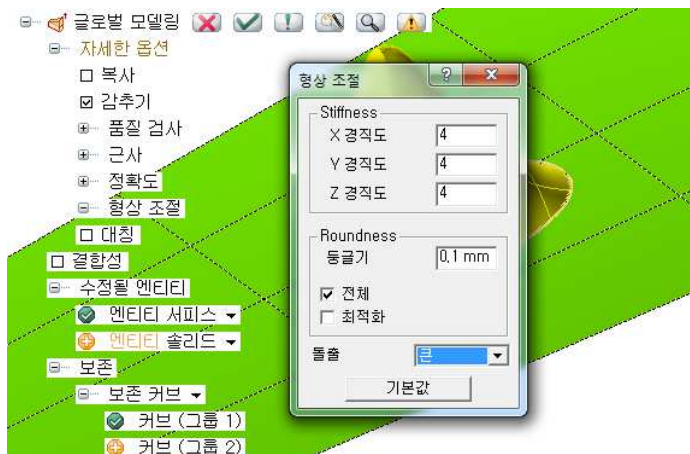 글로벌 모델링
자세한 옵션
복사
감추기
품질 검사
근사
정확도
형상 조절
대칭
결합성
수정될 엔티티
엔티티 서피스
엔티티 솔리드
보존
보존 커브
커브 (그룹 1)
커브 (그룹 2)
형상 조절
Stiffness
X 경직도 4
Y 경직도 4
Z 경직도 4
Roundness
둥글기 0,1 mm
전체
최적화
돌출 큰
기본값